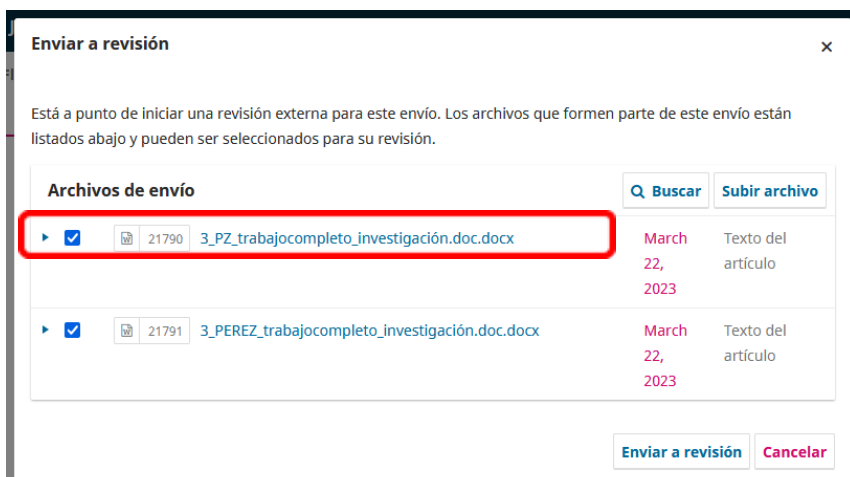 Enviar a revisión
Está a punto de iniciar una revisión externa para este envío. Los archivos que formen parte de este envío están
listados abajo y pueden ser seleccionados para su revisión.
Archivos de envío
Buscar
Subir archivo
21790 3_PZ_trabajocompleto_investigación.doc.docx
March
22,
2023
Texto del
artículo
21791 3_PEREZ_trabajocompleto_investigación.doc.docx
March
22,
2023
Texto del
artículo
Enviar a revisión
Cancelar